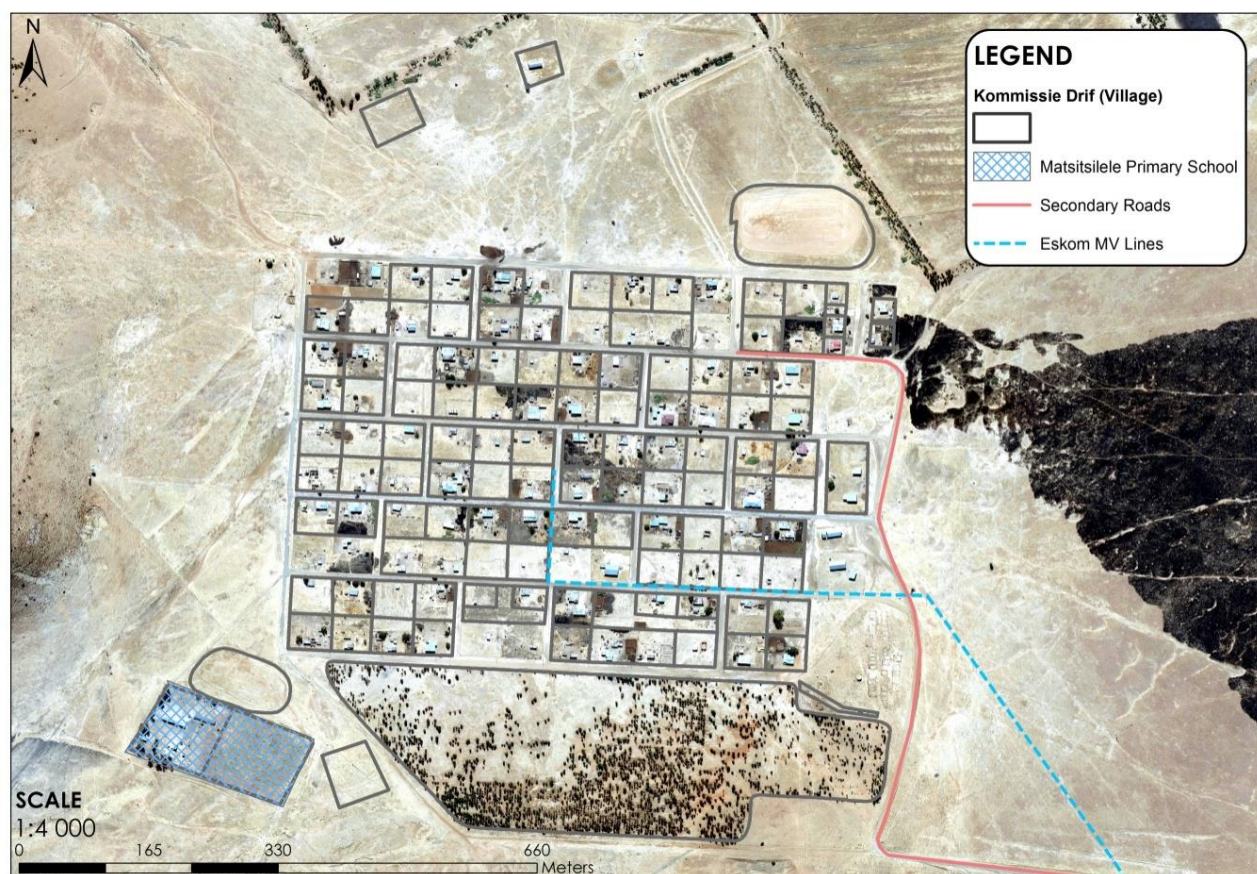 N
LEGEND
Kommissie Drif (Village)
Matsitsilele Primary School
Secondary Roads
Eskom MV Lines
SCALE
1:4 000
0 165 330 660
Meters